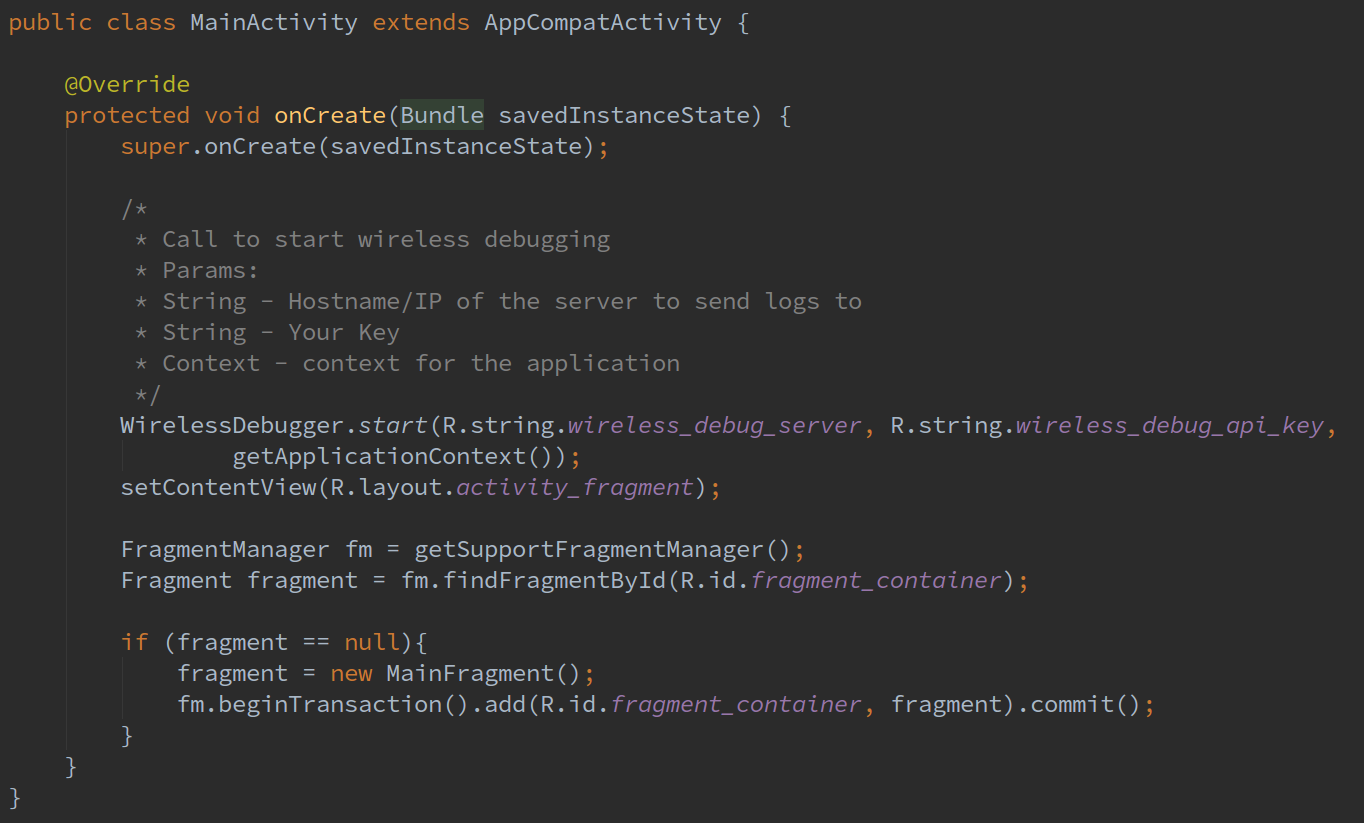 public class MainActivity extends AppCompatActivity {
@Override
protected void onCreate(Bundle savedInstanceState) {
super.onCreate(savedInstanceState);
/*
* Call to start wireless debugging
* Params:
* String - Hostname/IP of the server to send logs to
* String - Your Key
* Context - context for the application
*/
WirelessDebugger.start(R.string.wireless_debug_server, R.string.wireless_debug_api_key,
getApplicationContext());
setContentView(R.layout.activity_fragment);
FragmentManager fm = getSupportFragmentManager();
Fragment fragment = fm.findFragmentById(R.id.fragment_container);
if (fragment == null){
fragment = new MainFragment();
fm.beginTransaction().add(R.id.fragment_container, fragment).commit();
}
}
}